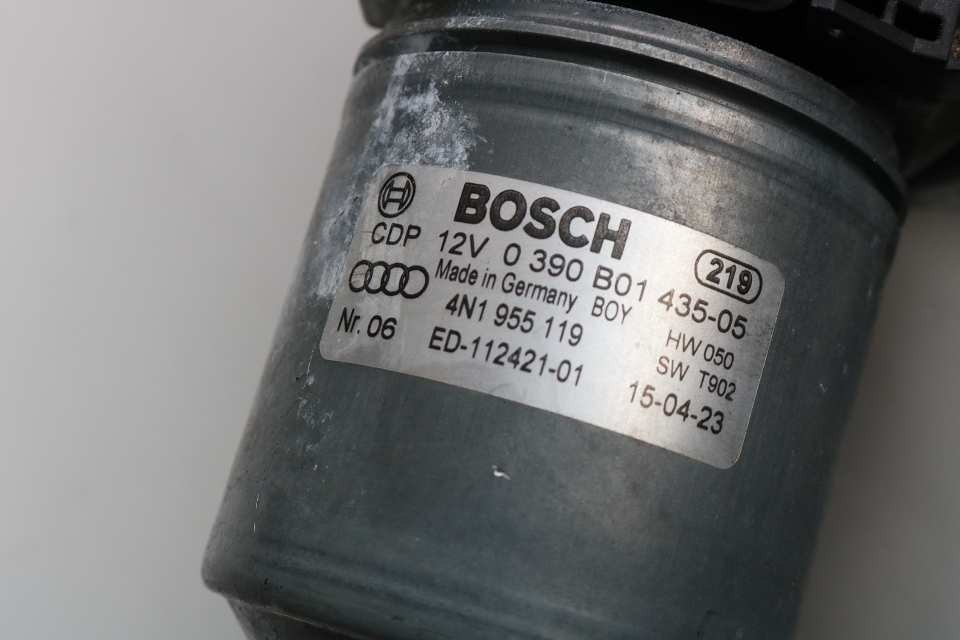 BOSCH
CDP 12V 0 390 B01 435-05
219
Made in Germany BOY HW 050
4N1 955 119 SW T902
Nr. 06 ED-112421-01 15-04-23